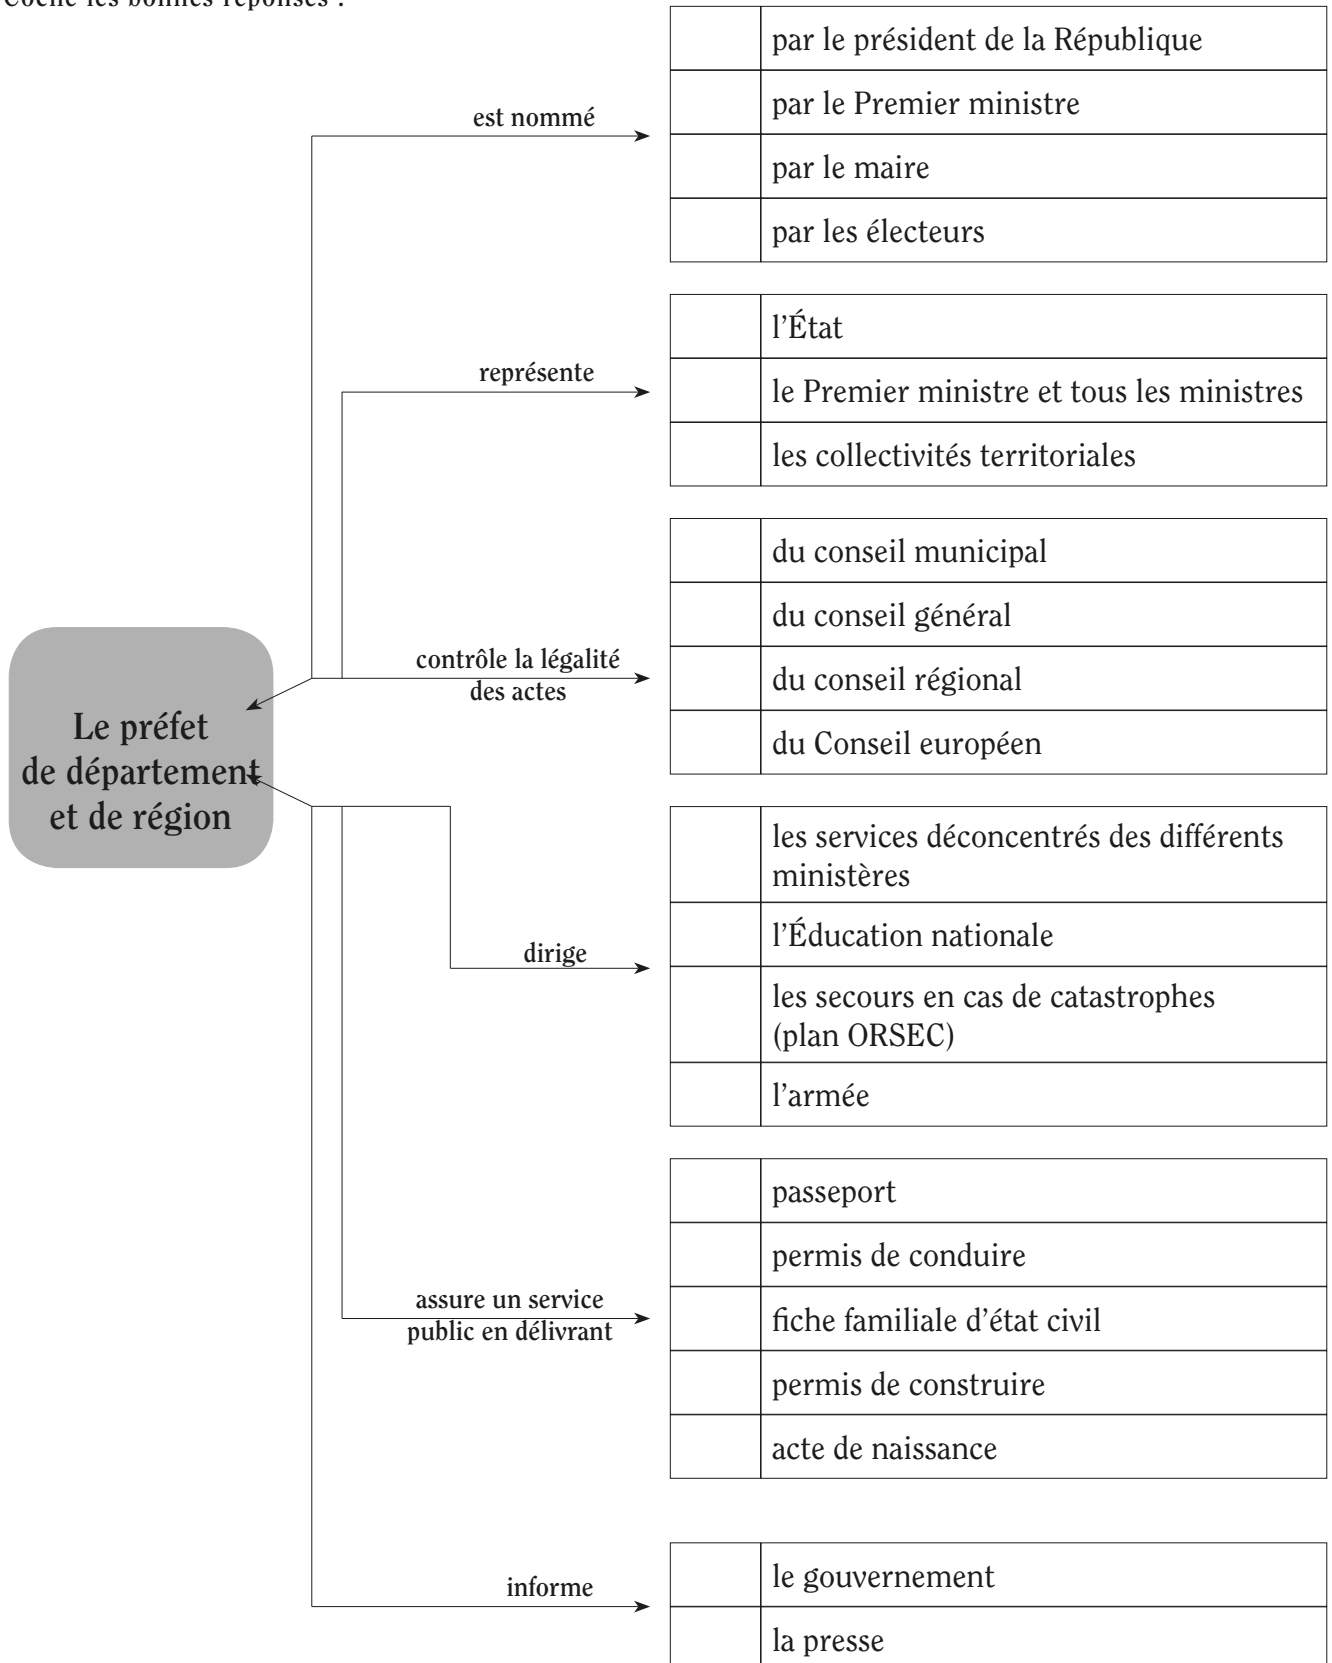 Coche les bonnes réponses :
est nommé
par le président de la République
par le Premier ministre
par le maire
par les électeurs
représente
l’État
le Premier ministre et tous les ministres
les collectivités territoriales
contrôle la légalité
des actes
du conseil municipal
du conseil général
du conseil régional
du Conseil européen
Le préfet
de département
et de région
dirige
les services déconcentrés des différents
ministères
l’Éducation nationale
les secours en cas de catastrophes
(plan ORSEC)
l’armée
assure un service
public en délivrant
passeport
permis de conduire
fiche familiale d’état civil
permis de construire
acte de naissance
informe
le gouvernement
la presse